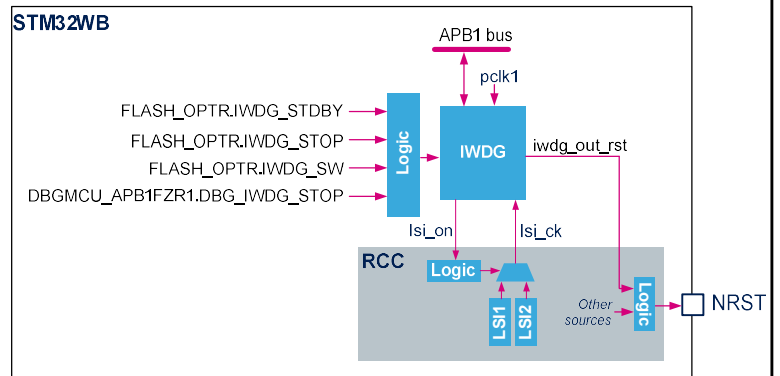 STM32WB
APB1 bus
pclk1
FLASH_OPTR.IWDG_STDBY
FLASH_OPTR.IWDG_STOP
FLASH_OPTR.IWDG_SW
DBGMCU_APB1FZR1.DBG_IWDG_STOP
Logic
IWDG
iwdg_out_rst
lsi_on
lsi_ck
RCC
Logic
LSI1
LSI2
Other
sources
Logic
NRST